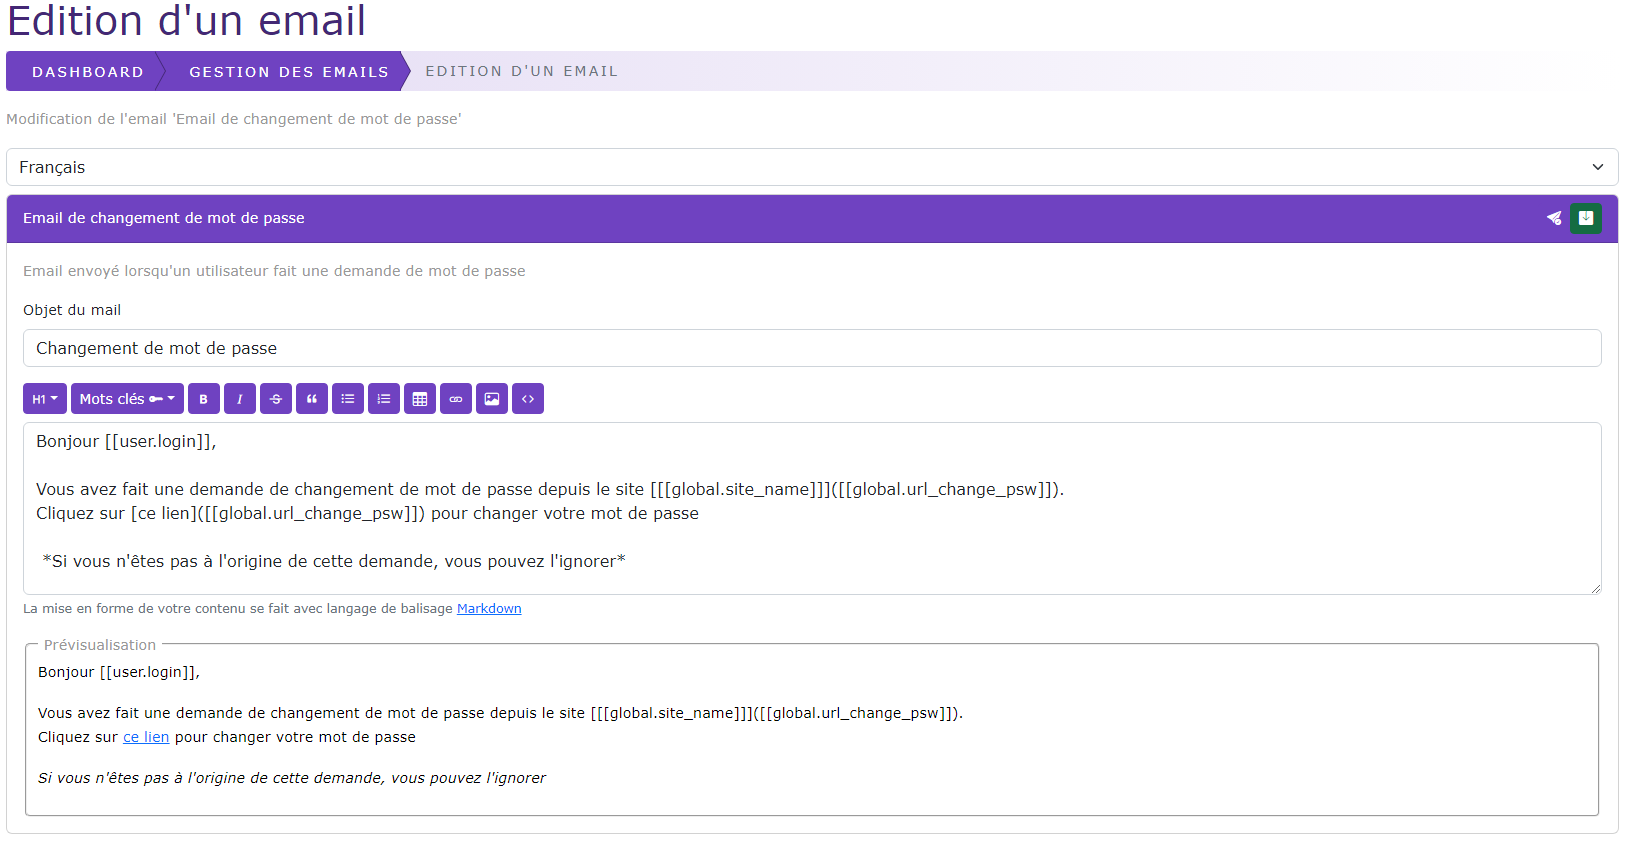 Edition d'un email
DASHBOARD
GESTION DES EMAILS
EDITION D'UN EMAIL
Modification de l'email 'Email de changement de mot de passe'
Français
Email de changement de mot de passe
Email envoyé lorsqu'un utilisateur fait une demande de mot de passe
Objet du mail
Changement de mot de passe
H1
Mots clés
B
I
S
Bonjour [[user.login]],
Vous avez fait une demande de changement de mot de passe depuis le site [[[global.site_name]]]([[global.url_change_psw]]).
Cliquez sur [ce lien]([[global.url_change_psw]]) pour changer votre mot de passe
*Si vous n'êtes pas à l'origine de cette demande, vous pouvez l'ignorer*
La mise en forme de votre contenu se fait avec langage de balisage Markdown
Prévisualisation
Bonjour [[user.login]],
Vous avez fait une demande de changement de mot de passe depuis le site [[[global.site_name]]]([[global.url_change_psw]]).
Cliquez sur ce lien pour changer votre mot de passe
Si vous n'êtes pas à l'origine de cette demande, vous pouvez l'ignorer